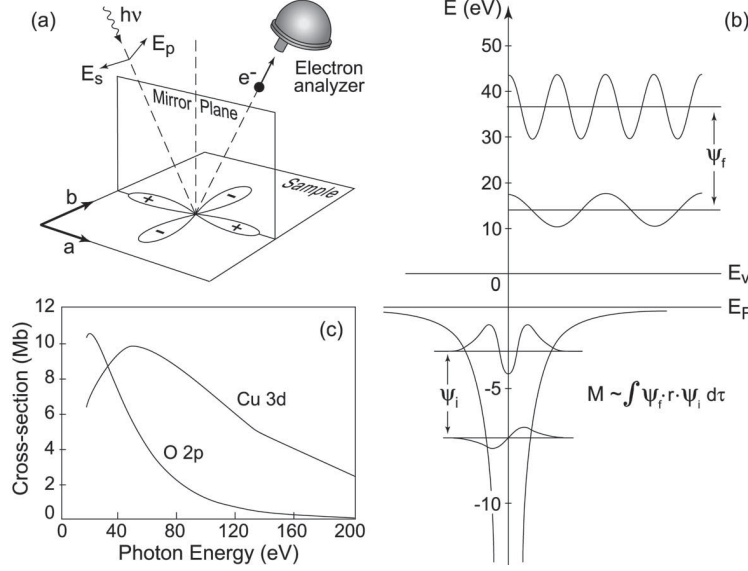 (a)
hν
E_p
E_s
e⁻
Electron
analyzer
Mirror Plane
Sample
+
-
-
+
b
a
(c)
Cross-section (Mb)
12
10
8
6
4
2
0
Cu 3d
O 2p
0 40 80 120 160 200
Photon Energy (eV)
(b)
E (eV)
50
40
30
20
10
0
-5
-10
Ψ_f
E_v
E_F
Ψ_i
M ~ ∫ Ψ_f · r · Ψ_i dτ